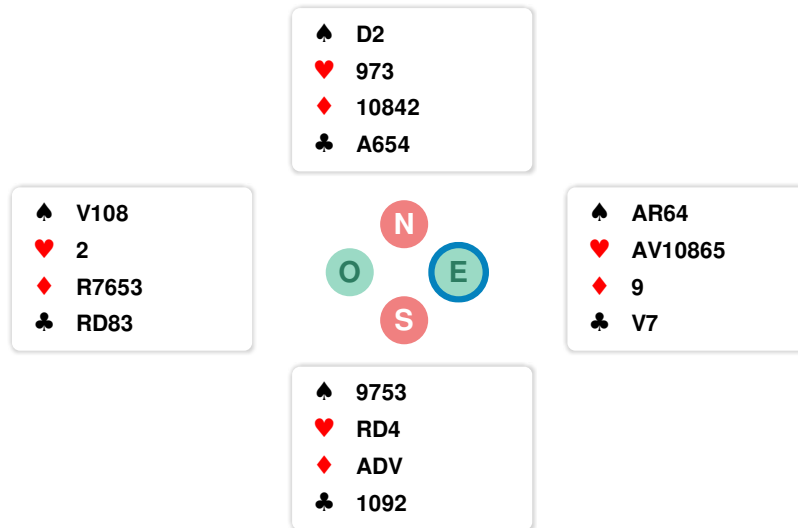 ♠ D2
♥ 973
♦ 10842
♣ A654
♠ V108
♥ 2
♦ R7653
♣ RD83
N
O
E
S
♠ AR64
♥ AV10865
♦ 9
♣ V7
♠ 9753
♥ RD4
♦ ADV
♣ 1092